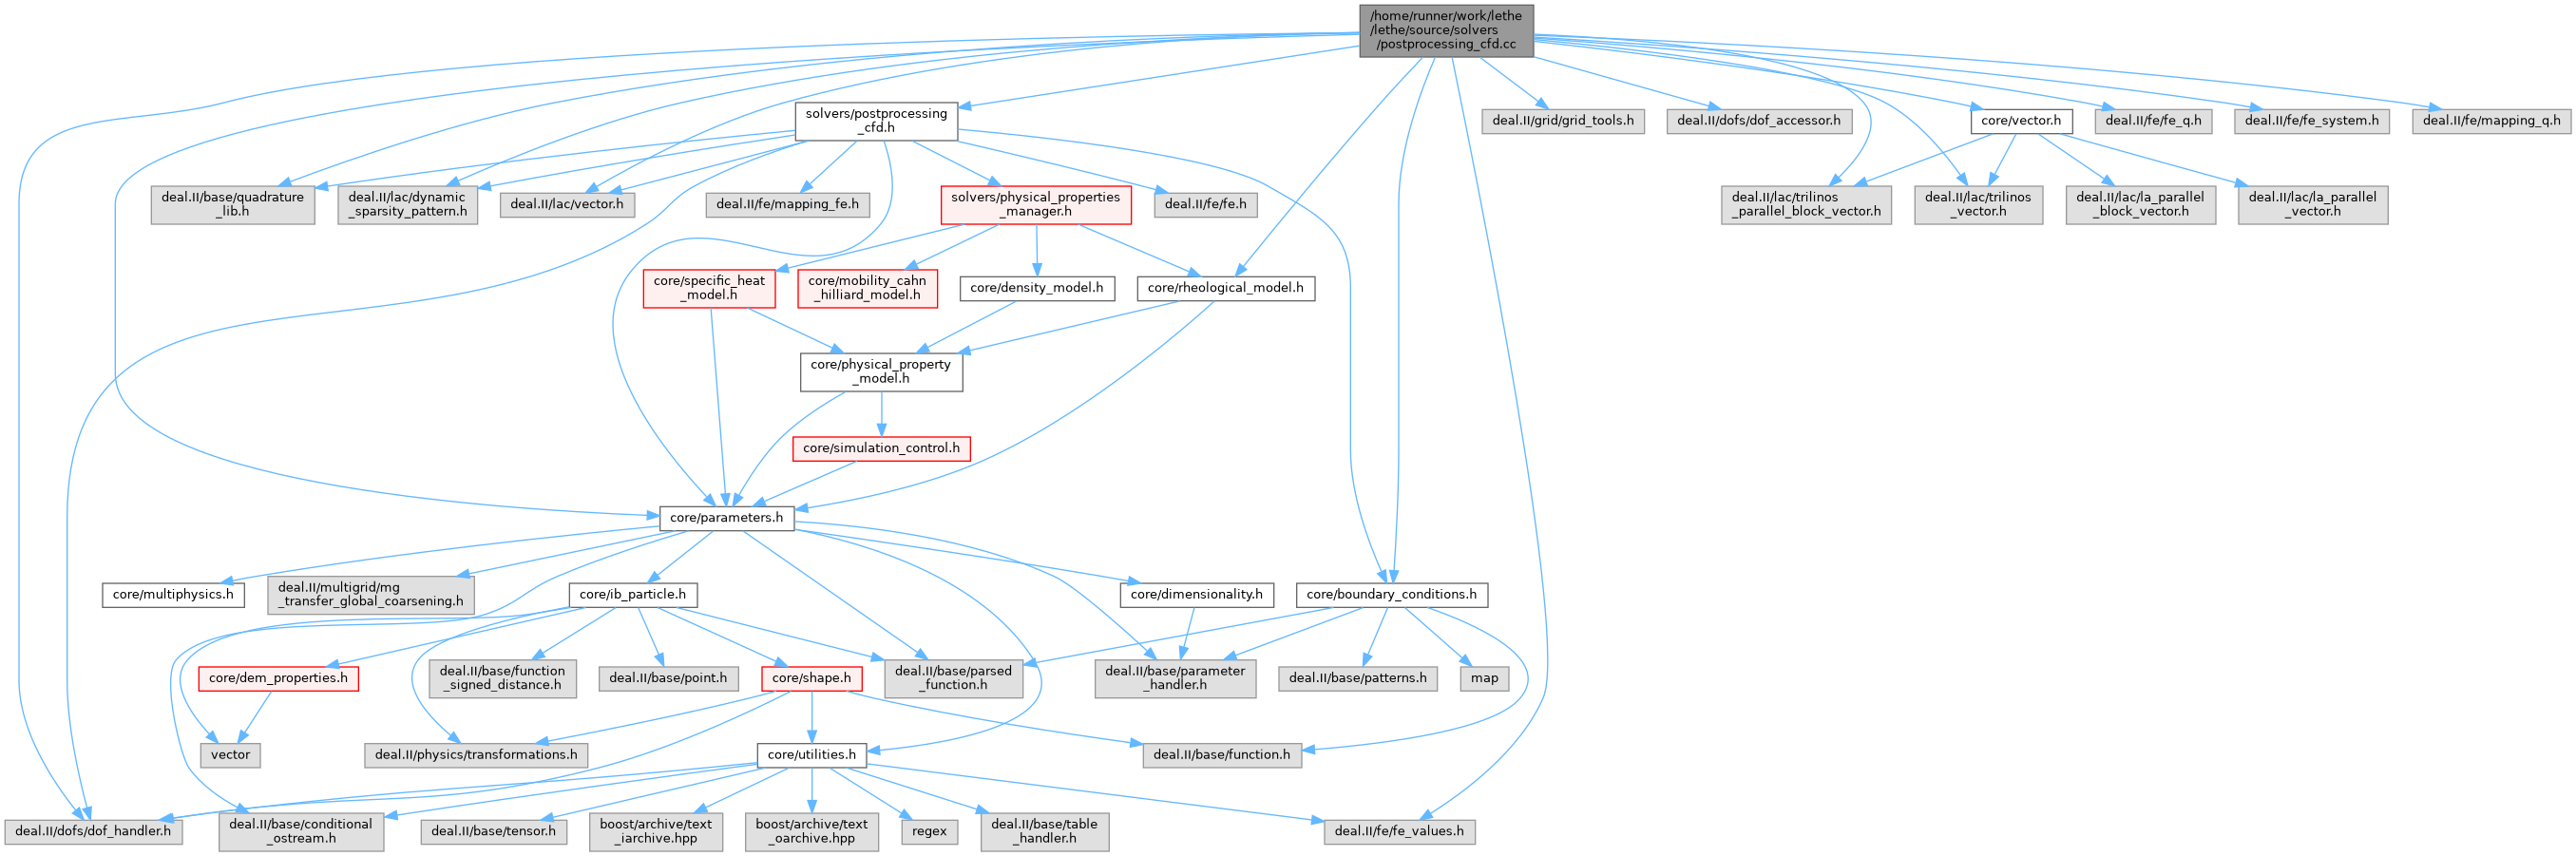 /home/runner/work/lethe
/lethe/source/solvers
/postprocessing_cfd.cc
solvers/postprocessing
_cfd.h
deal.II/grid/grid_tools.h
deal.II/dofs/dof_accessor.h
core/vector.h
deal.II/fe/fe_q.h
deal.II/fe/fe_system.h
deal.II/fe/mapping_q.h
deal.II/base/quadrature
_lib.h
deal.II/lac/dynamic
_sparsity_pattern.h
deal.II/lac/vector.h
deal.II/fe/mapping_fe.h
solvers/physical_properties
_manager.h
deal.II/fe/fe.h
deal.II/lac/trilinos
_parallel_block_vector.h
deal.II/lac/trilinos
_vector.h
deal.II/lac/la_parallel
_block_vector.h
deal.II/lac/la_parallel
_vector.h
core/specific_heat
_model.h
core/mobility_cahn
_hilliard_model.h
core/density_model.h
core/rheological_model.h
core/physical_property
_model.h
core/simulation_control.h
core/parameters.h
core/multiphysics.h
deal.II/multigrid/mg
_transfer_global_coarsening.h
core/ib_particle.h
core/dimensionality.h
core/boundary_conditions.h
core/dem_properties.h
deal.II/base/function
_signed_distance.h
deal.II/base/point.h
core/shape.h
deal.II/base/parsed
_function.h
deal.II/base/parameter
_handler.h
deal.II/base/patterns.h
map
vector
deal.II/physics/transformations.h
core/utilities.h
deal.II/base/function.h
deal.II/dofs/dof_handler.h
deal.II/base/conditional
_ostream.h
deal.II/base/tensor.h
boost/archive/text
_iarchive.hpp
boost/archive/text
_oarchive.hpp
regex
deal.II/base/table
_handler.h
deal.II/fe/fe_values.h